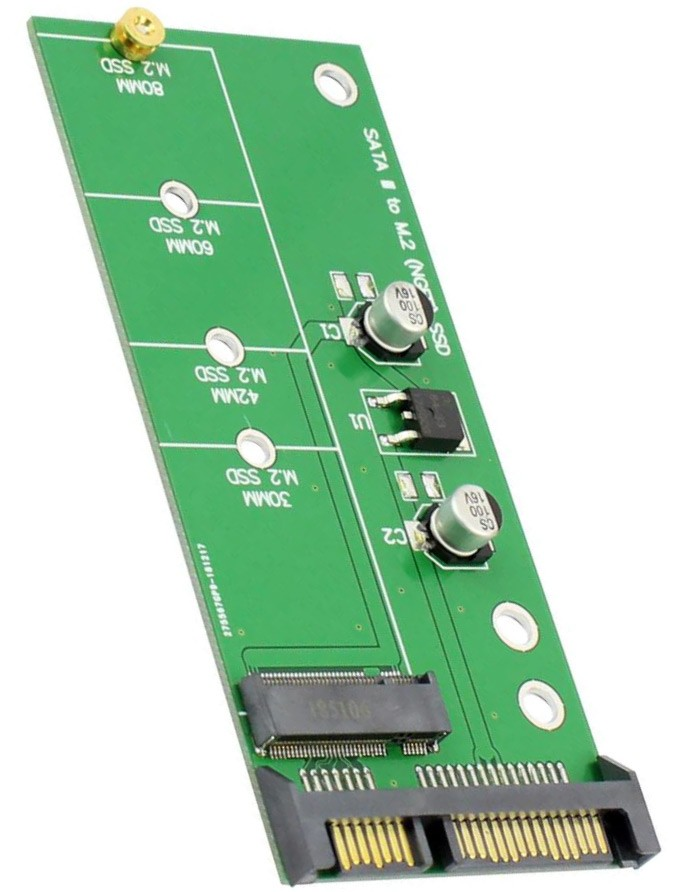 M.2 SSD
80MM
M.2 SSD
60MM
M.2 SSD
42MM
M.2 SSD
30MM
SATA III to M.2 SSD
C1
CS
100
16V
U1
C2
CS
100
16V